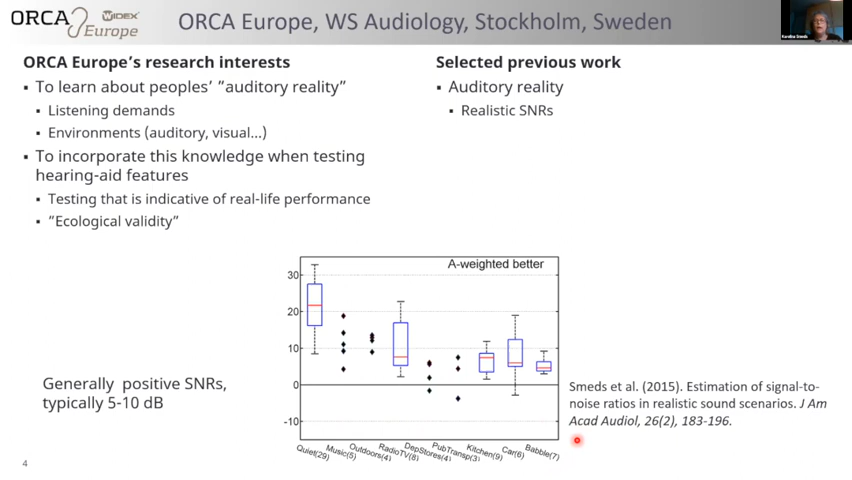 ORCA Europe
WIDEX
ORCA Europe, WS Audiology, Stockholm, Sweden
Karolina Smeds
ORCA Europe's research interests
▪ To learn about peoples' "auditory reality"
▪ Listening demands
▪ Environments (auditory, visual...)
▪ To incorporate this knowledge when testing
hearing-aid features
▪ Testing that is indicative of real-life performance
▪ "Ecological validity"
Selected previous work
▪ Auditory reality
▪ Realistic SNRs
Generally positive SNRs,
typically 5-10 dB
A-weighted better
30
20
10
0
-10
Quiet(29)
Music(5)
Outdoors(4)
RadioTV(8)
DepStores(4)
PubTransp(3)
Kitchen(9)
Car(6)
Babble(7)
Smeds et al. (2015). Estimation of signal-to-
noise ratios in realistic sound scenarios. J Am
Acad Audiol, 26(2), 183-196.
4